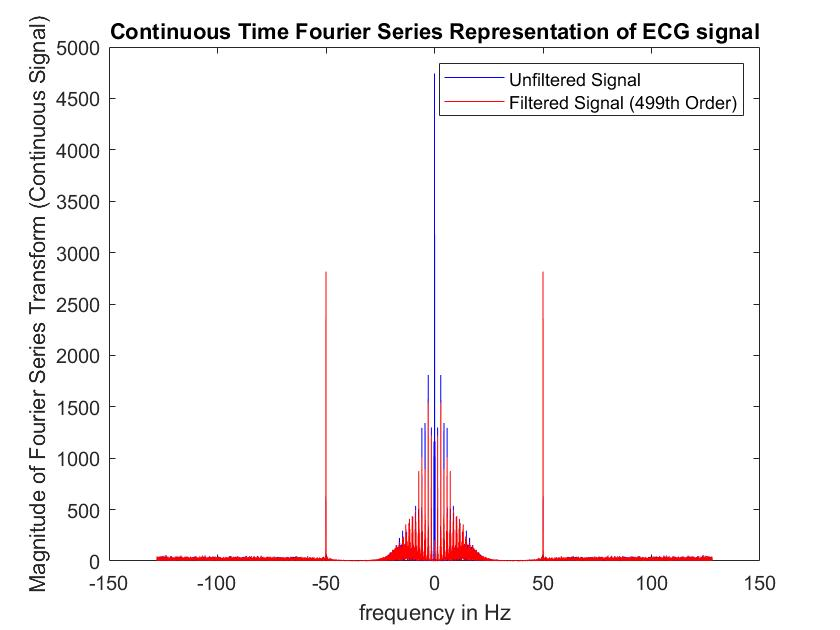 Continuous Time Fourier Series Representation of ECG signal
Magnitude of Fourier Series Transform (Continuous Signal)
5000
4500
4000
3500
3000
2500
2000
1500
1000
500
0
Unfiltered Signal
Filtered Signal (499th Order)
-150 -100 -50 0 50 100 150
frequency in Hz